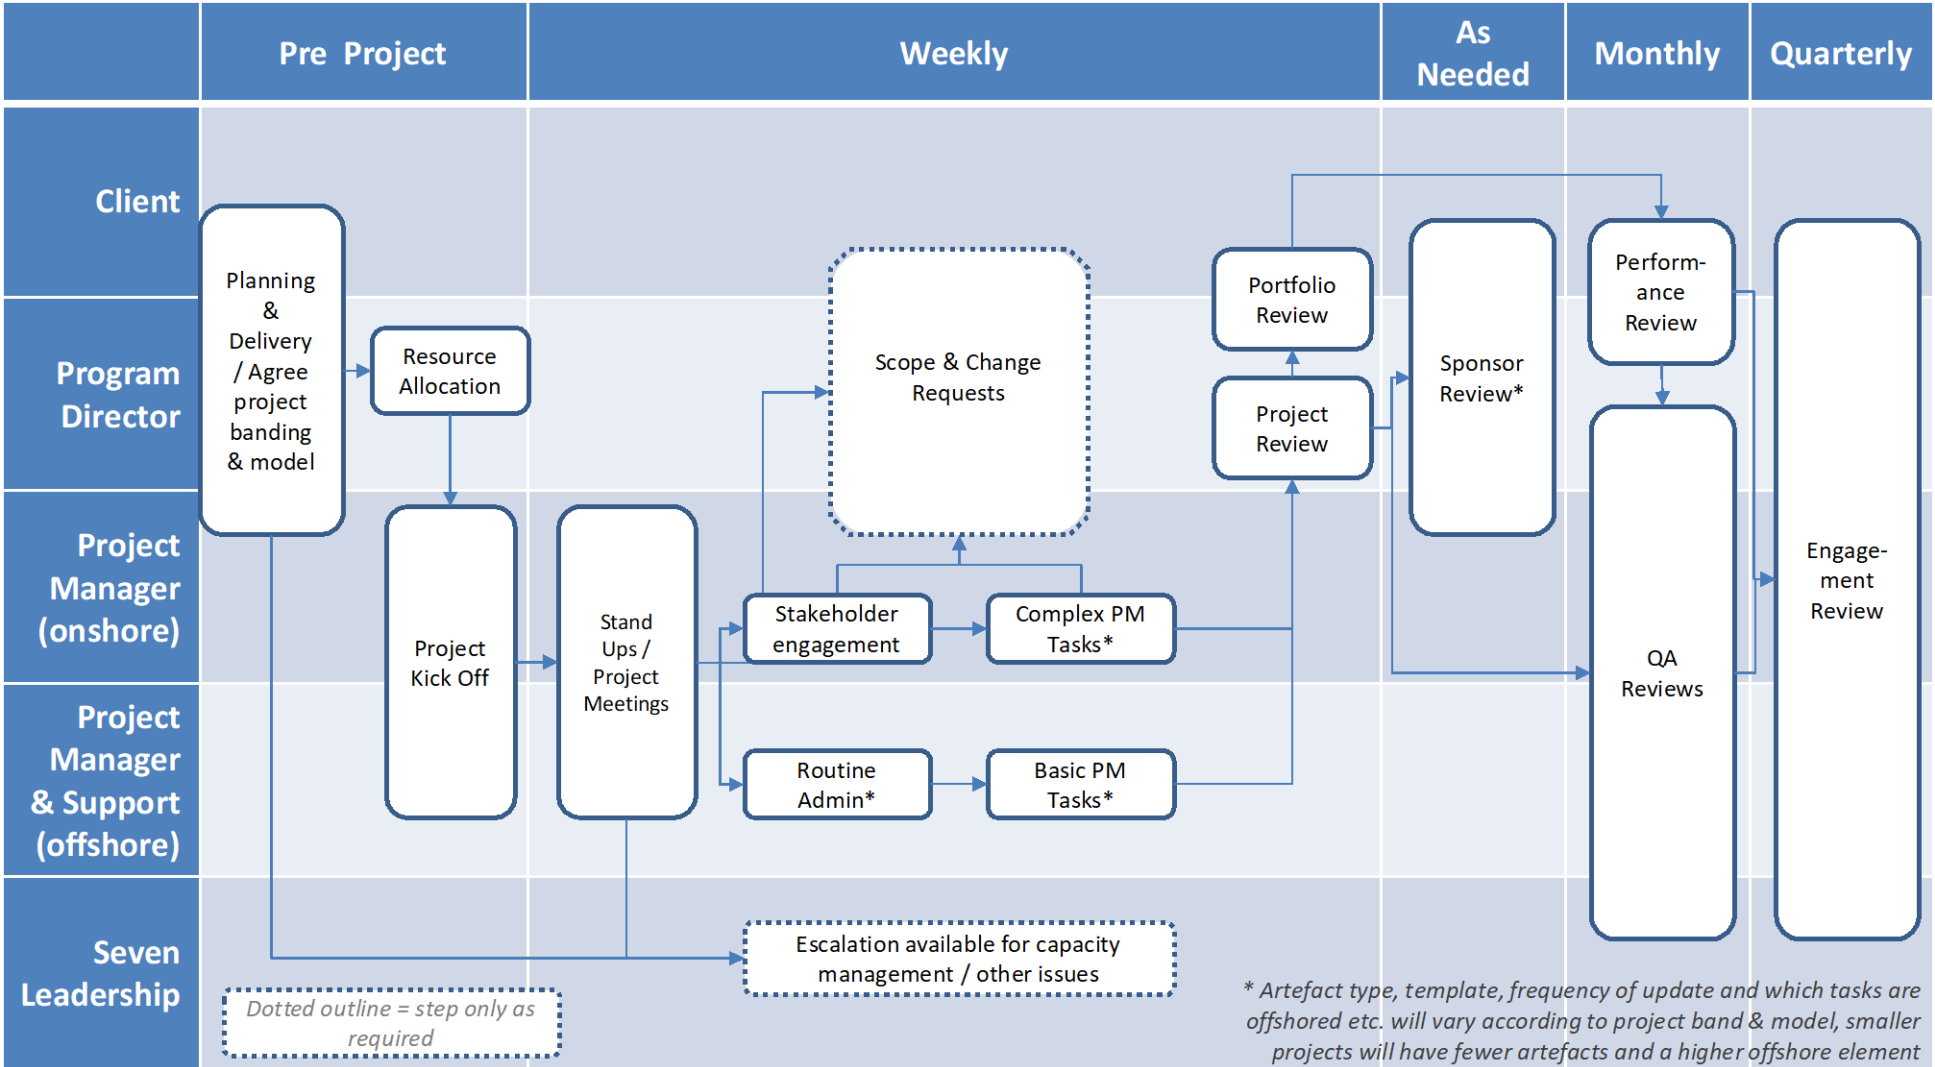 Pre Project
Weekly
As
Needed
Monthly
Quarterly
Client
Program
Director
Project
Manager
(onshore)
Project
Manager
& Support
(offshore)
Seven
Leadership
Planning
&
Delivery
/ Agree
project
banding
& model
Resource
Allocation
Project
Kick Off
Stand
Ups /
Project
Meetings
Scope & Change
Requests
Stakeholder
engagement
Complex PM
Tasks*
Routine
Admin*
Basic PM
Tasks*
Portfolio
Review
Project
Review
Sponsor
Review*
Perform-
ance
Review
QA
Reviews
Engage-
ment
Review
Escalation available for capacity
management / other issues
Dotted outline = step only as
required
* Artefact type, template, frequency of update and which tasks are
offshored etc. will vary according to project band & model, smaller
projects will have fewer artefacts and a higher offshore element